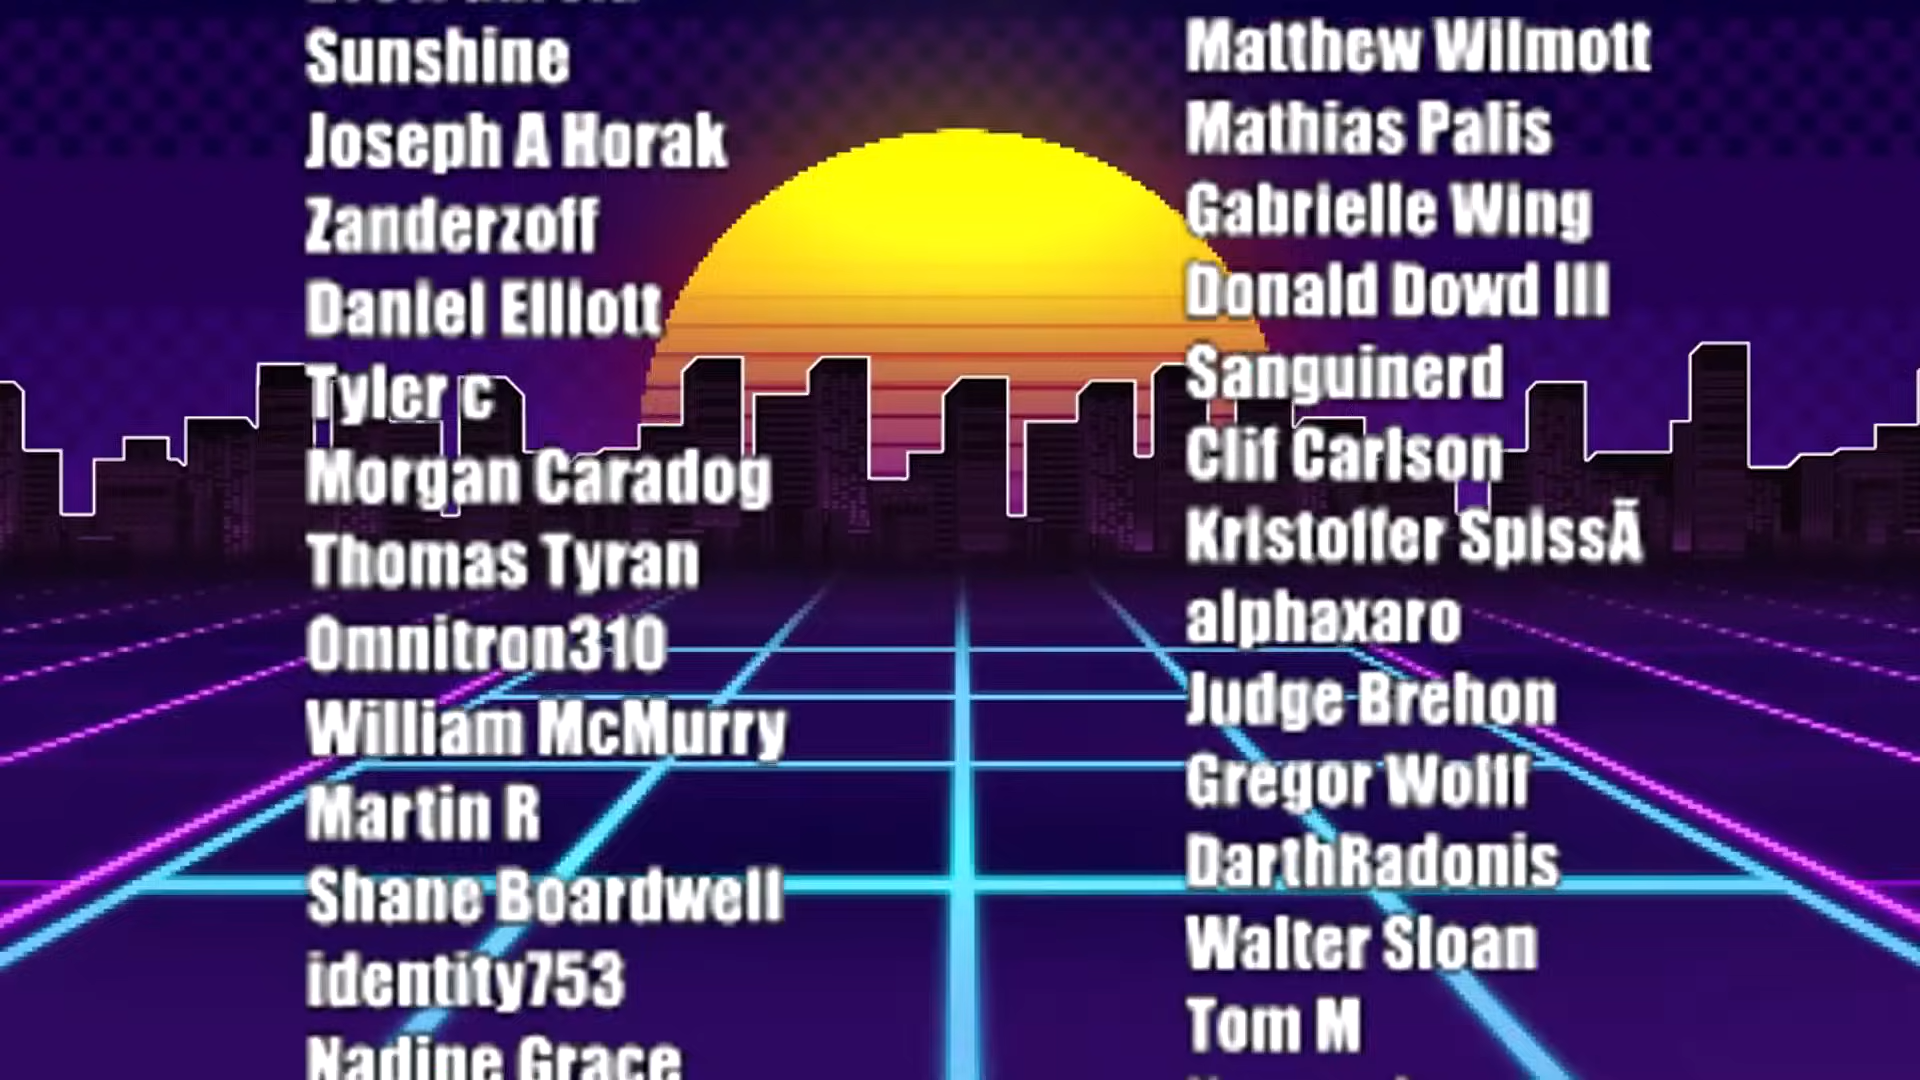 Sunshine
Joseph A Horak
Zanderzoff
Daniel Elliott
Tyler c
Morgan Caradog
Thomas Tyran
Omnitron310
William McMurry
Martin R
Shane Boardwell
identity753
Nadine Grace
Matthew Wilmott
Mathias Palis
Gabrielle Wing
Donald Dowd III
Sanguinerd
Clif Carlson
Kristoffer SpissÃ
alphaxaro
Judge Brehon
Gregor Wolff
DarthRadonis
Walter Sloan
Tom M